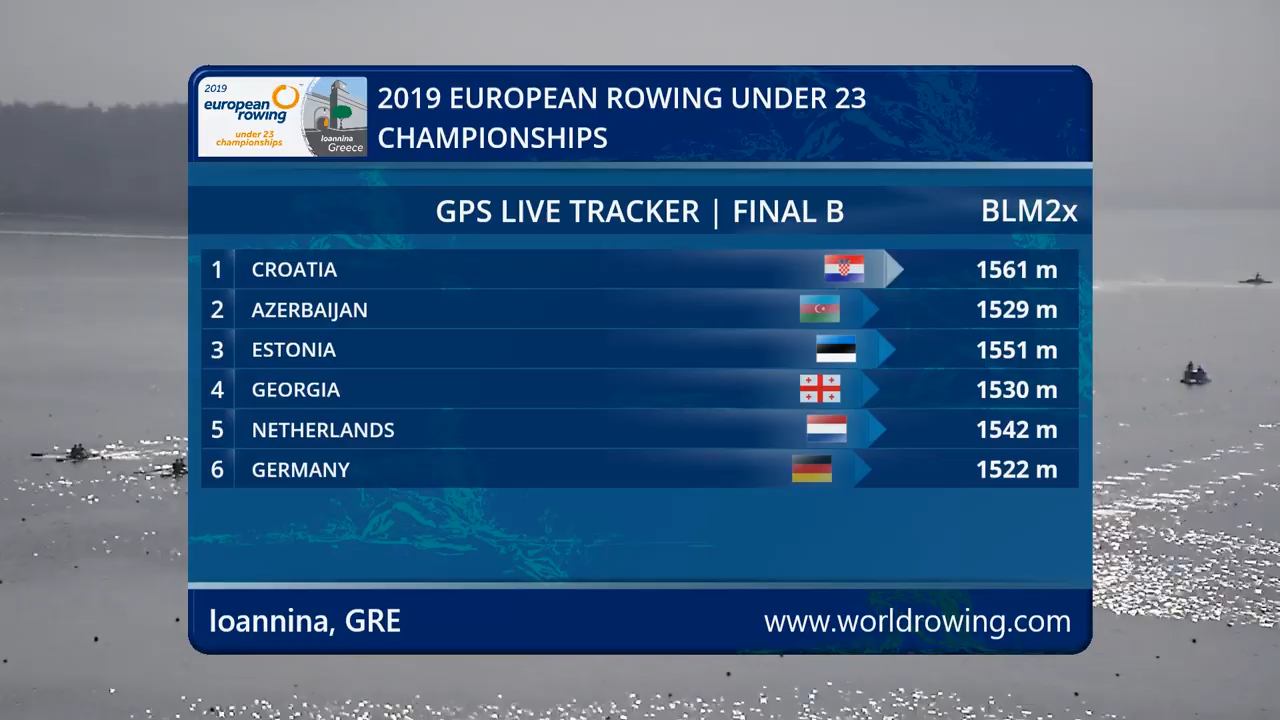 2019
european
rowing
under 23
championships
Ioannina
Greece
2019 EUROPEAN ROWING UNDER 23
CHAMPIONSHIPS
GPS LIVE TRACKER | FINAL B BLM2x
1 CROATIA 1561 m
2 AZERBAIJAN 1529 m
3 ESTONIA 1551 m
4 GEORGIA 1530 m
5 NETHERLANDS 1542 m
6 GERMANY 1522 m
Ioannina, GRE www.worldrowing.com